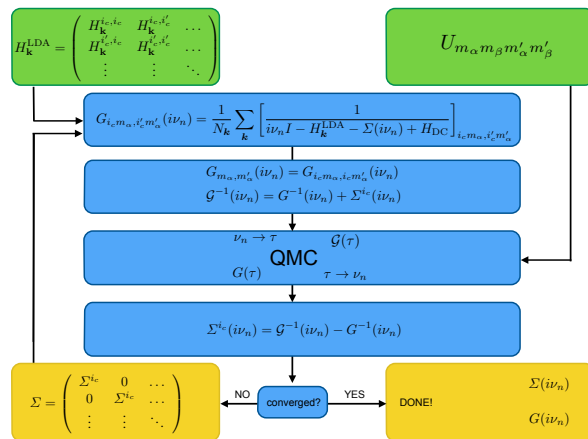 H_k^LDA = ( H_k^{i_c,i_c} H_k^{i_c,i'_c} …
H_k^{i'_c,i_c} H_k^{i'_c,i'_c} …
⋮ ⋮ ⋱ )
U_{m_α m_β m'_α m'_β}
G_{i_c m_α, i'_c m'_α}(iν_n) = 1/N_k ∑_k [ 1 / (iν_n I − H_k^LDA − Σ(iν_n) + H_DC) ]_{i_c m_α, i'_c m'_α}
G_{m_α,m'_α}(iν_n) = G_{i_c m_α, i_c m'_α}(iν_n)
𝒢^{−1}(iν_n) = G^{−1}(iν_n) + Σ^{i_c}(iν_n)
ν_n → τ 𝒢(τ)
QMC
G(τ) τ → ν_n
Σ^{i_c}(iν_n) = 𝒢^{−1}(iν_n) − G^{−1}(iν_n)
Σ = ( Σ^{i_c} 0 …
0 Σ^{i_c} …
⋮ ⋮ ⋱ )
NO
converged?
YES
DONE!
Σ(iν_n)
G(iν_n)